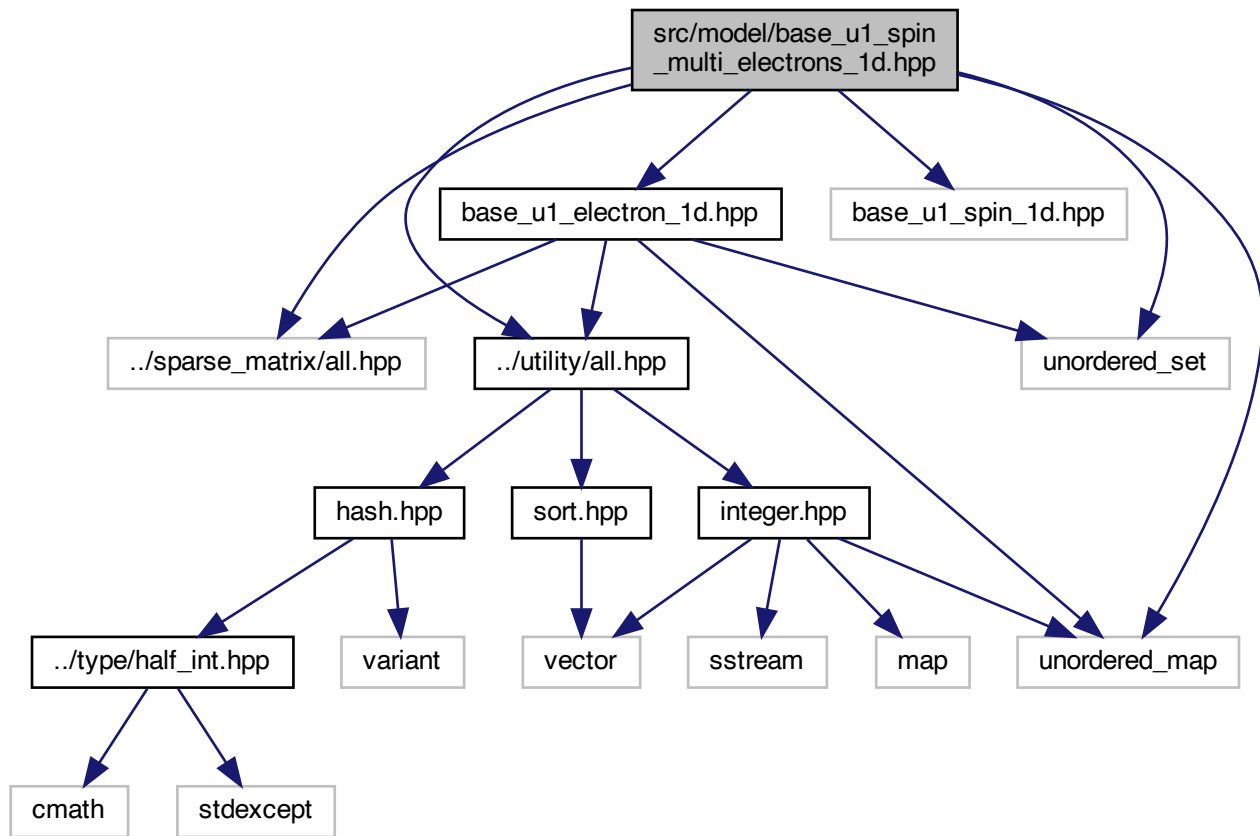 src/model/base_u1_spin
_multi_electrons_1d.hpp
base_u1_electron_1d.hpp
base_u1_spin_1d.hpp
../sparse_matrix/all.hpp
../utility/all.hpp
unordered_set
hash.hpp
sort.hpp
integer.hpp
../type/half_int.hpp
variant
vector
sstream
map
unordered_map
cmath
stdexcept